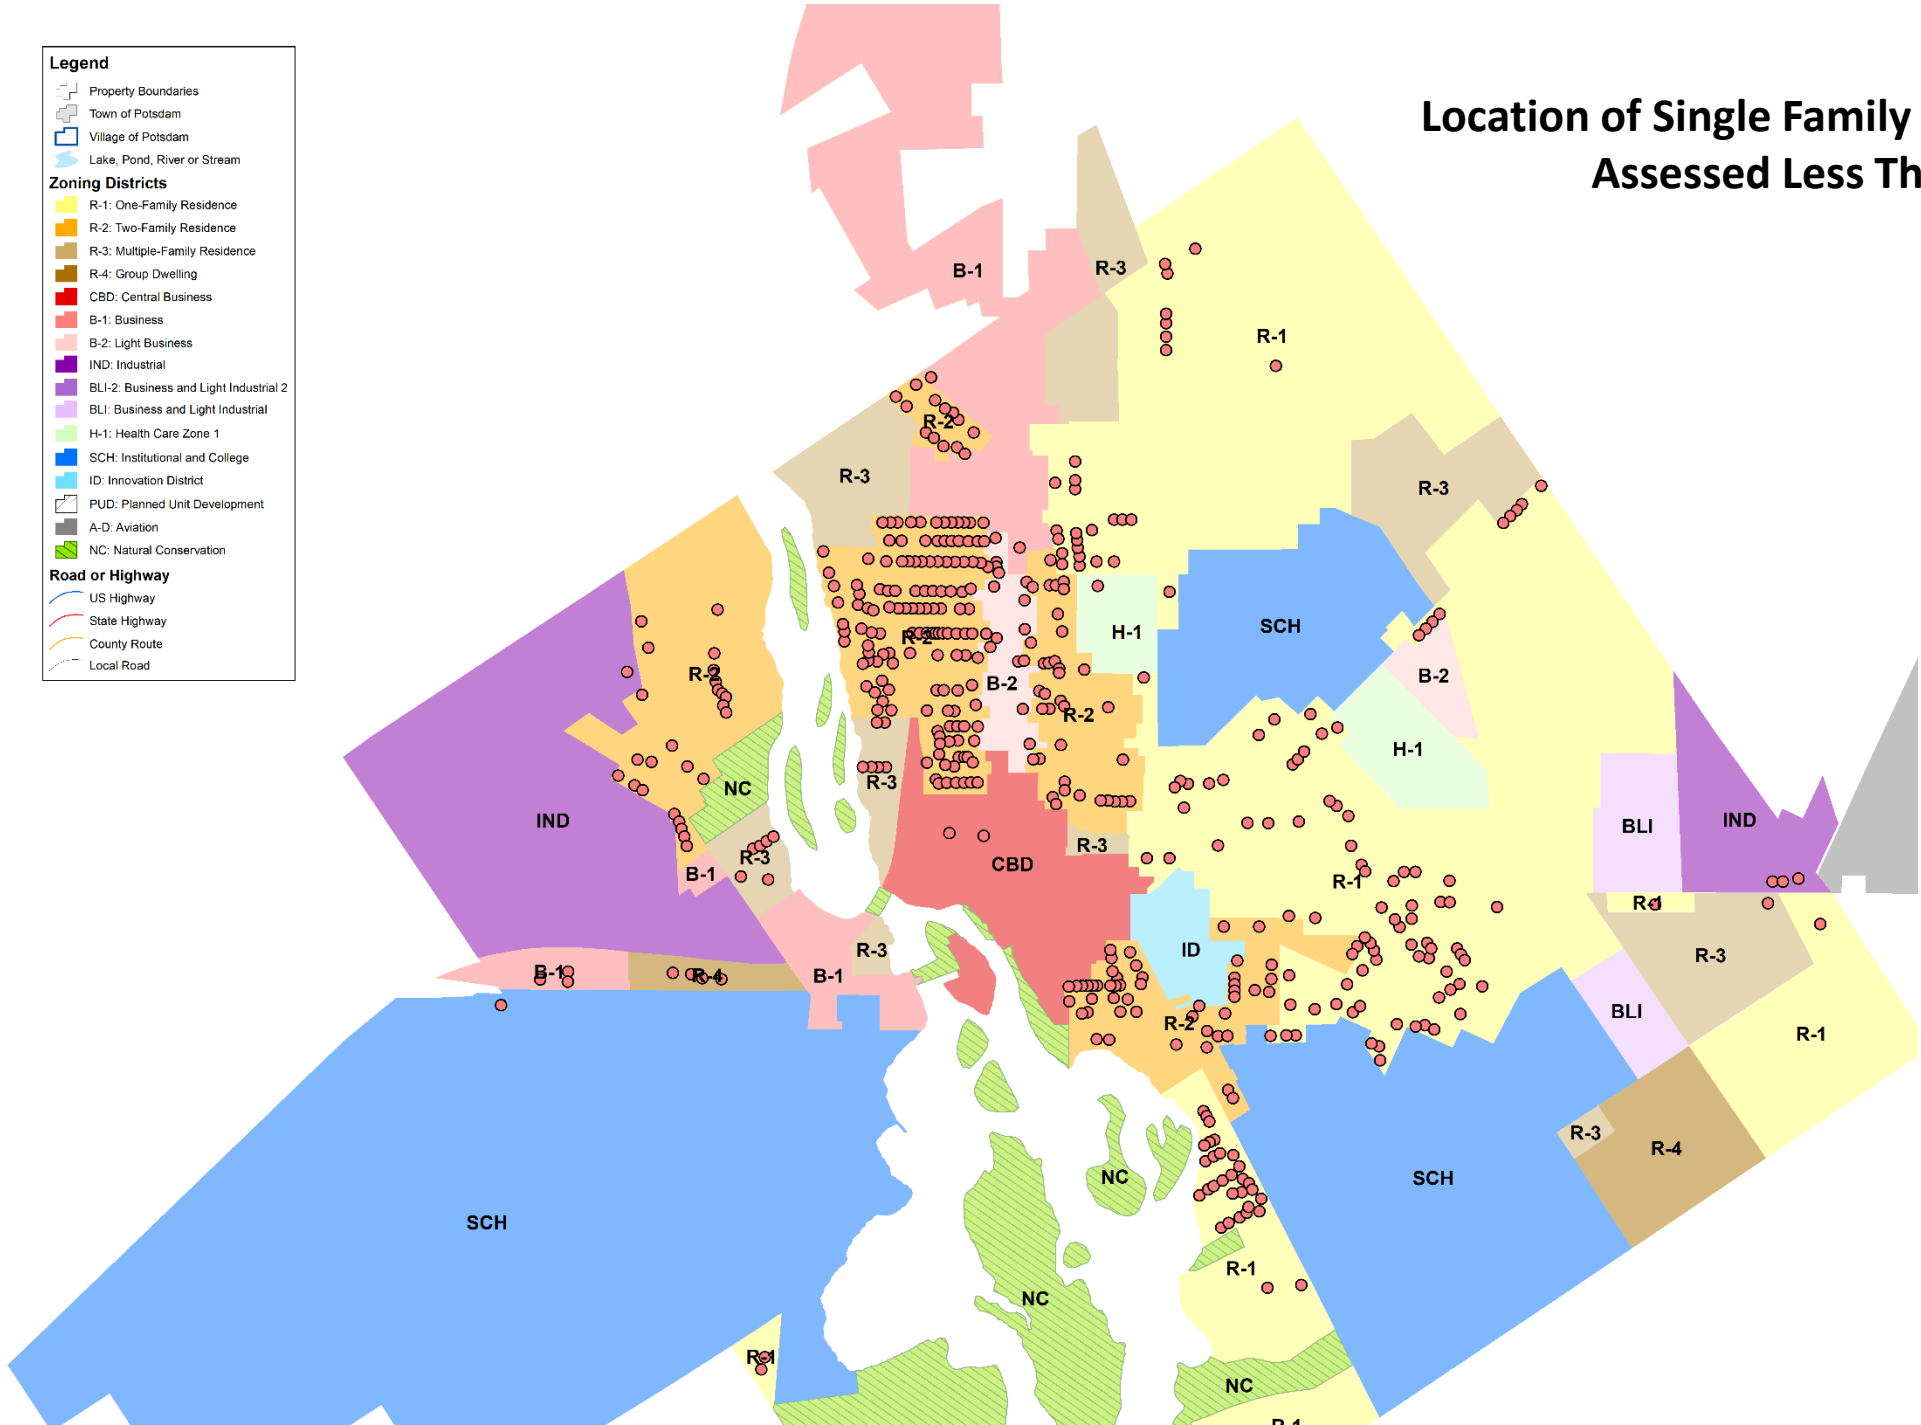 Location of Single Family
Assessed Less Th
Legend
Property Boundaries
Town of Potsdam
Village of Potsdam
Lake, Pond, River or Stream
Zoning Districts
R-1: One-Family Residence
R-2: Two-Family Residence
R-3: Multiple-Family Residence
R-4: Group Dwelling
CBD: Central Business
B-1: Business
B-2: Light Business
IND: Industrial
BLI-2: Business and Light Industrial 2
BLI: Business and Light Industrial
H-1: Health Care Zone 1
SCH: Institutional and College
ID: Innovation District
PUD: Planned Unit Development
A-D: Aviation
NC: Natural Conservation
Road or Highway
US Highway
State Highway
County Route
Local Road
B-1
R-3
R-1
R-2
R-3
R-3
R-2
H-1
SCH
R-2
B-2
B-2
R-2
H-1
R-3
NC
IND
BLI
IND
R-3
R-3
CBD
B-1
R-1
R-1
R-3
ID
R-3
B-1
R-4
B-1
BLI
R-2
R-1
R-3
R-4
NC
SCH
SCH
R-1
NC
R-1
NC
R-1